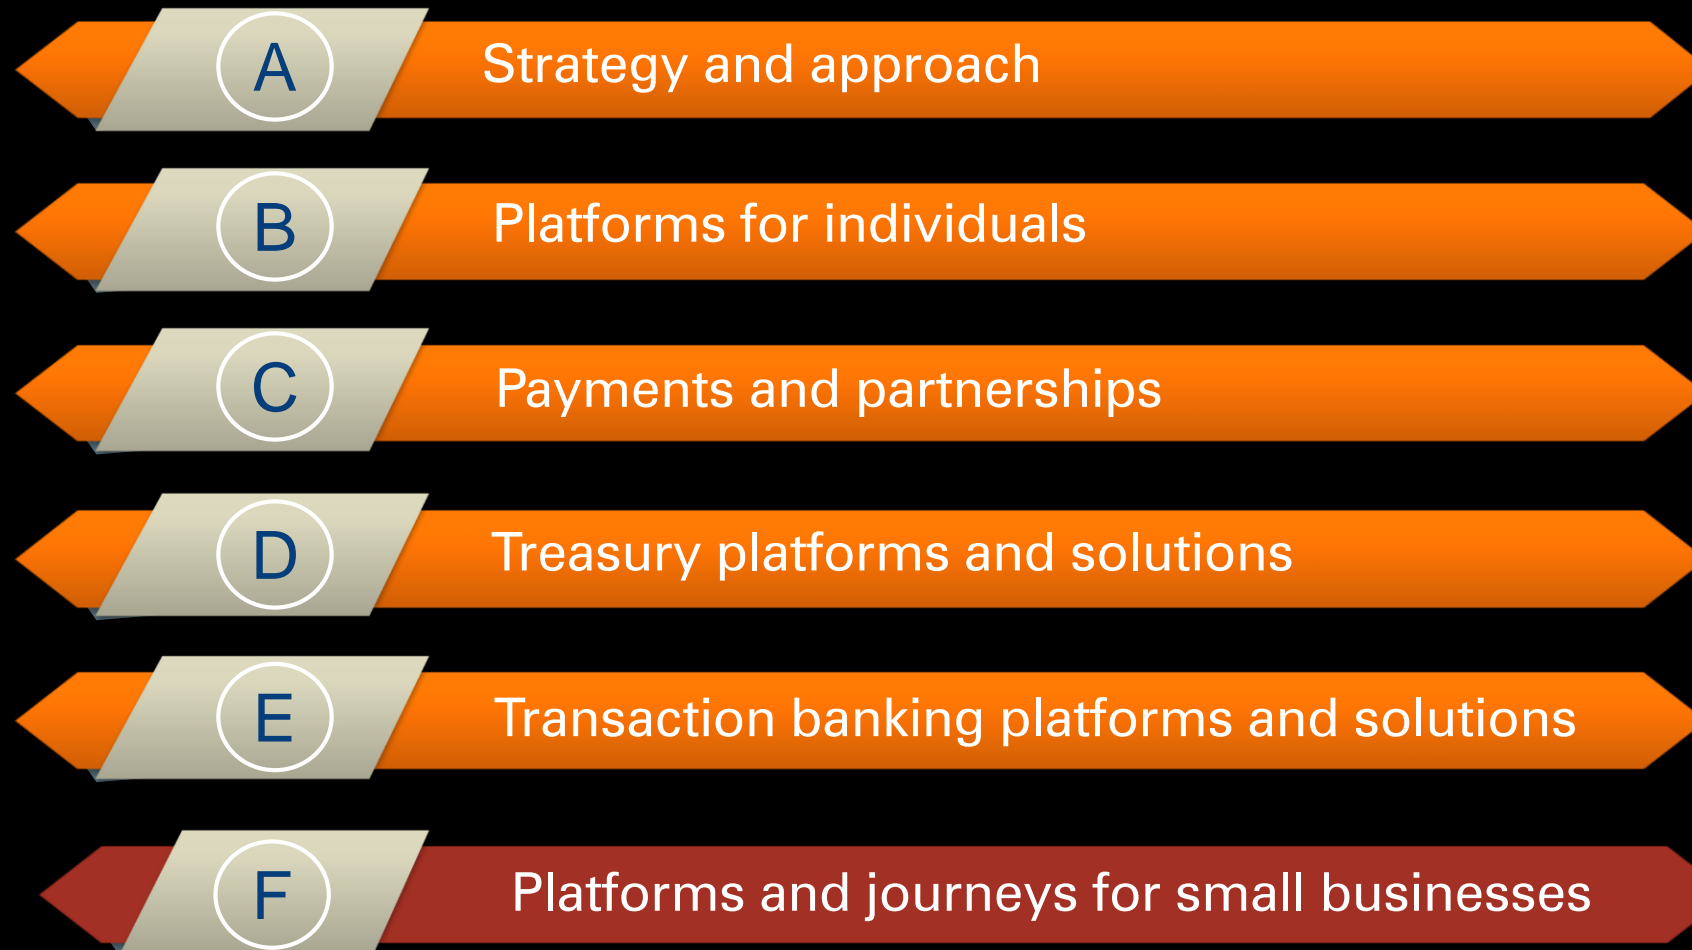 A Strategy and approach
B Platforms for individuals
C Payments and partnerships
D Treasury platforms and solutions
E Transaction banking platforms and solutions
F Platforms and journeys for small businesses